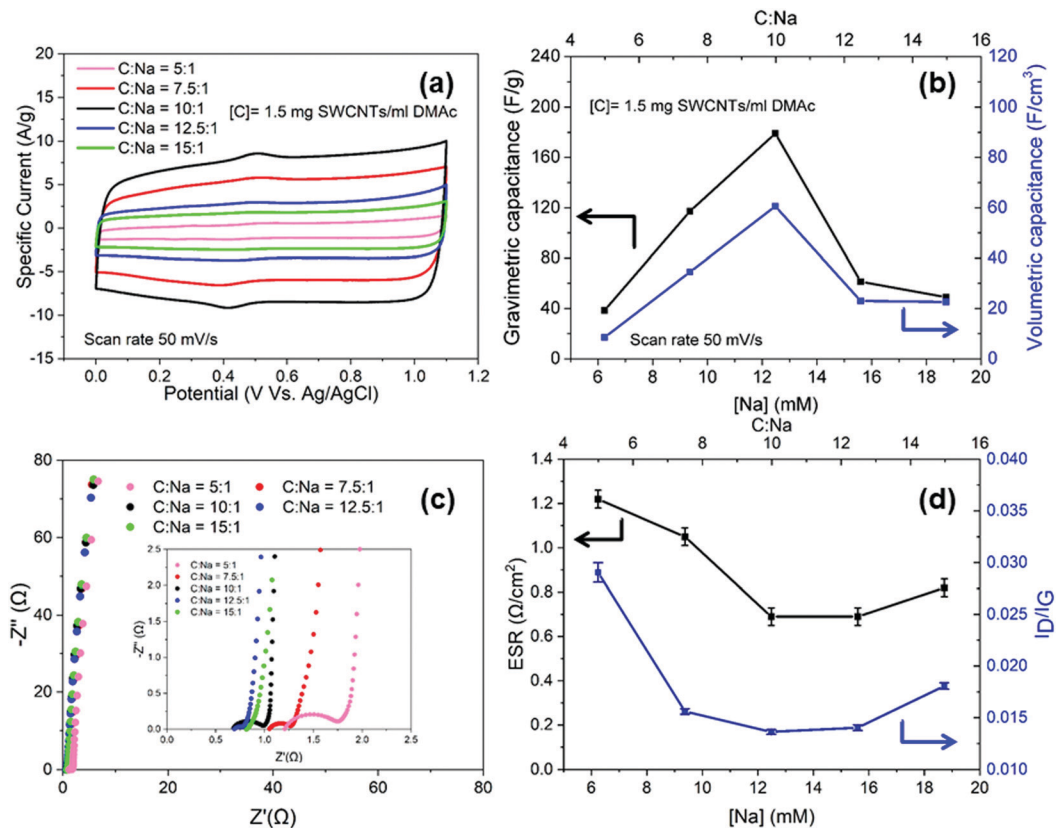 C:Na
4 6 8 10 12 14 16
20
15
10
5
0
-5
-10
-15
Specific Current (A/g)
C:Na = 5:1
C:Na = 7.5:1
C:Na = 10:1
C:Na = 12.5:1
C:Na = 15:1
(a)
[C]= 1.5 mg SWCNTs/ml DMAc
Scan rate 50 mV/s
0.0 0.2 0.4 0.6 0.8 1.0 1.2
Potential (V Vs. Ag/AgCl)
240
200
160
120
80
40
0
Gravimetric capacitance (F/g)
(b)
[C]= 1.5 mg SWCNTs/ml DMAc
Scan rate 50 mV/s
120
100
80
60
40
20
0
Volumetric capacitance (F/cm³)
6 8 10 12 14 16 18 20
[Na] (mM)
80
60
40
20
0
-Z'' (Ω)
C:Na = 5:1 C:Na = 7.5:1
C:Na = 10:1 C:Na = 12.5:1
C:Na = 15:1
(c)
2.5
2.0
1.5
1.0
0.5
0.0
-Z'' (Ω)
C:Na = 5:1
C:Na = 7.5:1
C:Na = 10:1
C:Na = 12.5:1
C:Na = 15:1
0.0 0.5 1.0 1.5 2.0 2.5
Z'(Ω)
0 20 40 60 80
Z'(Ω)
C:Na
4 6 8 10 12 14 16
1.4
1.2
1.0
0.8
0.6
0.4
0.2
0.0
ESR (Ω/cm²)
(d)
0.040
0.035
0.030
0.025
0.020
0.015
0.010
I_D/I_G
6 8 10 12 14 16 18 20
[Na] (mM)